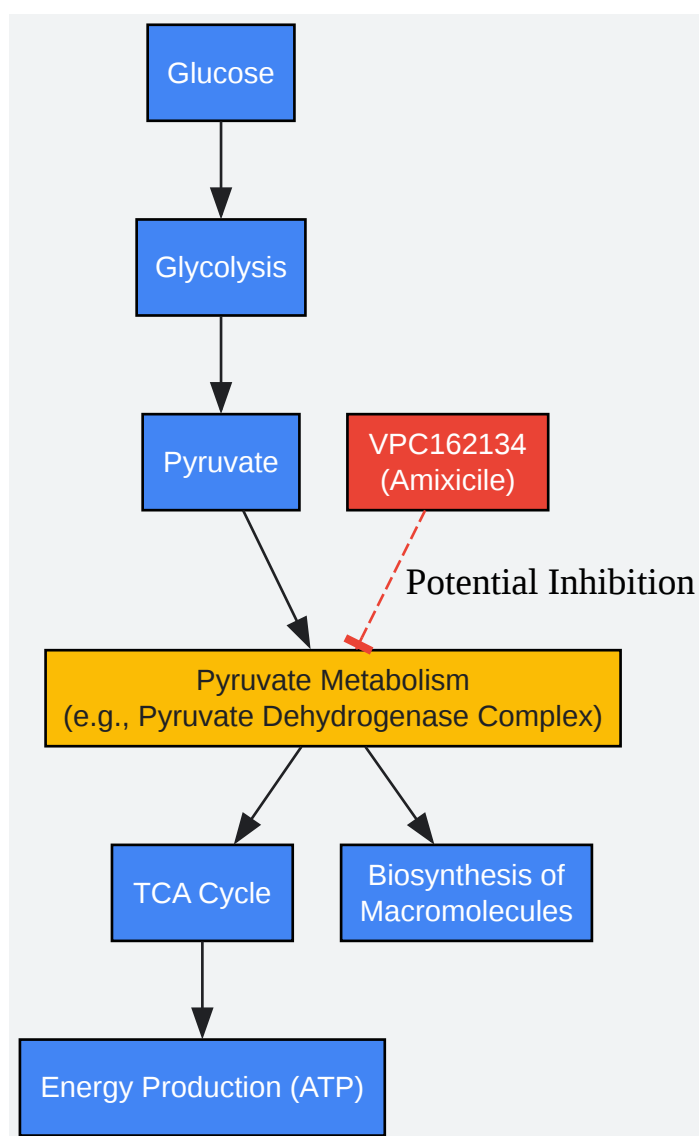 Glucose
Glycolysis
Pyruvate
VPC162134
(Amixicile)
Potential Inhibition
Pyruvate Metabolism
(e.g., Pyruvate Dehydrogenase Complex)
TCA Cycle
Biosynthesis of
Macromolecules
Energy Production (ATP)